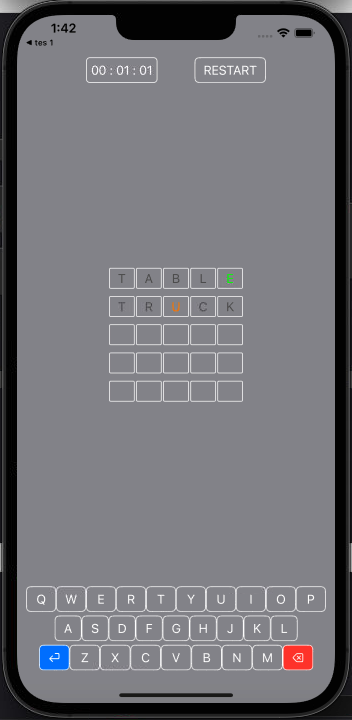 1:42
◀ tes 1
00 : 01 : 01 RESTART
T A B L E
T R U C K
Q W E R T Y U I O P
A S D F G H J K L
Z X C V B N M